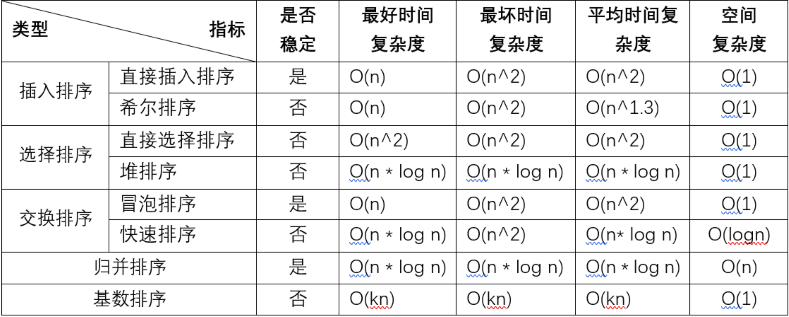 类型 指标 是否稳定 最好时间复杂度 最坏时间复杂度 平均时间复杂度 空间复杂度
插入排序 直接插入排序 是 O(n) O(n^2) O(n^2) O(1)
希尔排序 否 O(n) O(n^2) O(n^1.3) O(1)
选择排序 直接选择排序 否 O(n^2) O(n^2) O(n^2) O(1)
堆排序 否 O(n * log n) O(n * log n) O(n * log n) O(1)
交换排序 冒泡排序 是 O(n) O(n^2) O(n^2) O(1)
快速排序 否 O(n * log n) O(n^2) O(n* log n) O(logn)
归并排序 是 O(n * log n) O(n * log n) O(n * log n) O(n)
基数排序 否 O(kn) O(kn) O(kn) O(1)